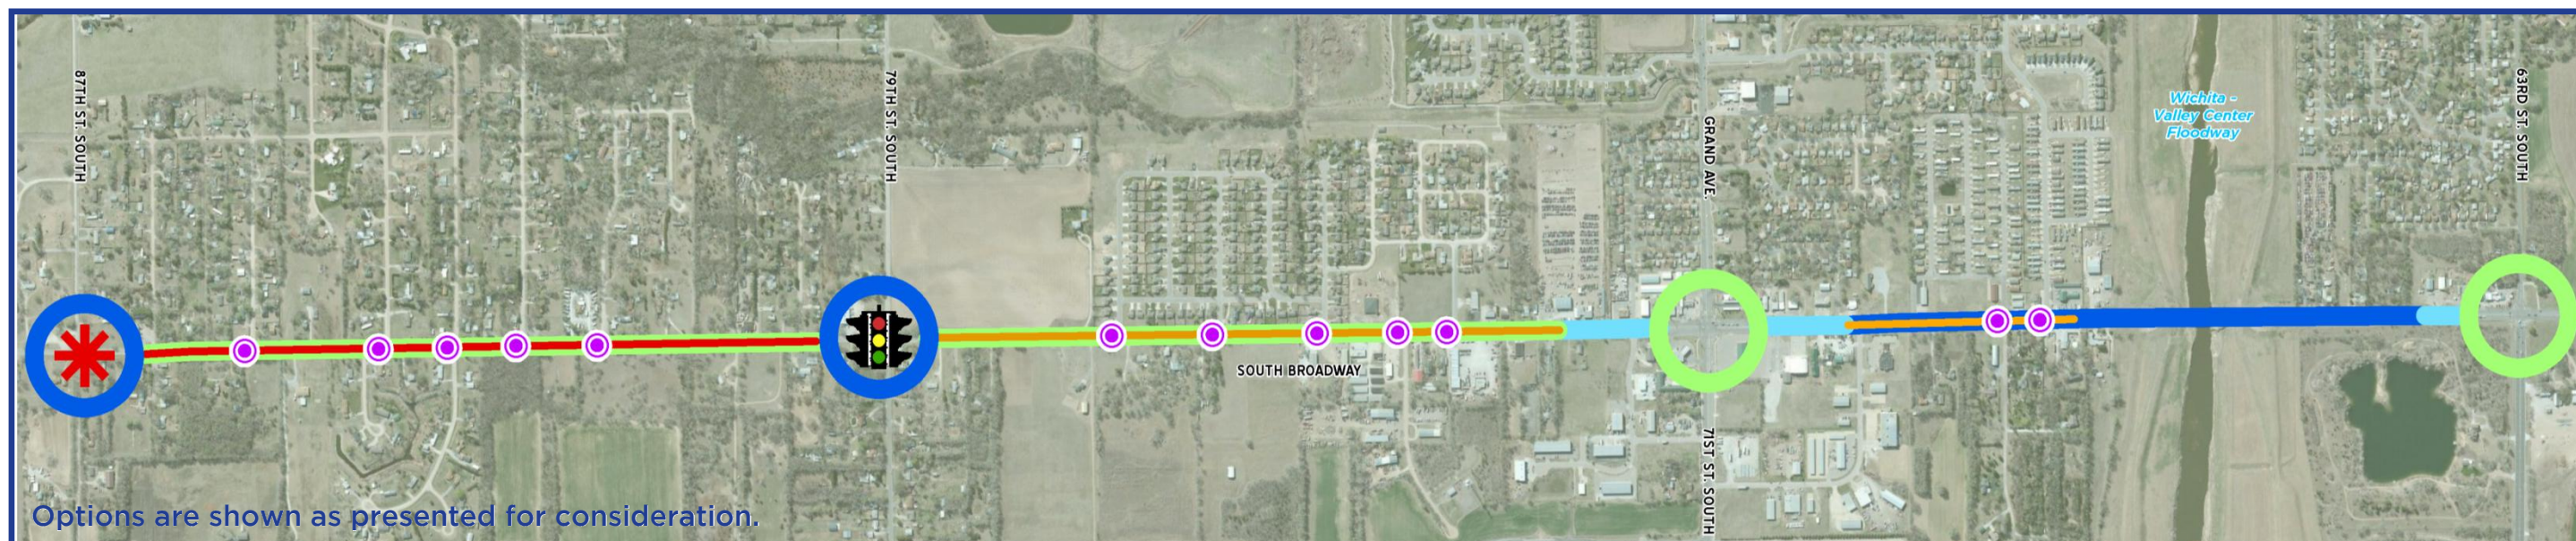 87TH ST. SOUTH
79TH ST. SOUTH
GRAND AVE.
Wichita -
Valley Center
Floodway
63RD ST. SOUTH
SOUTH BROADWAY
71ST ST. SOUTH
Options are shown as presented for consideration.